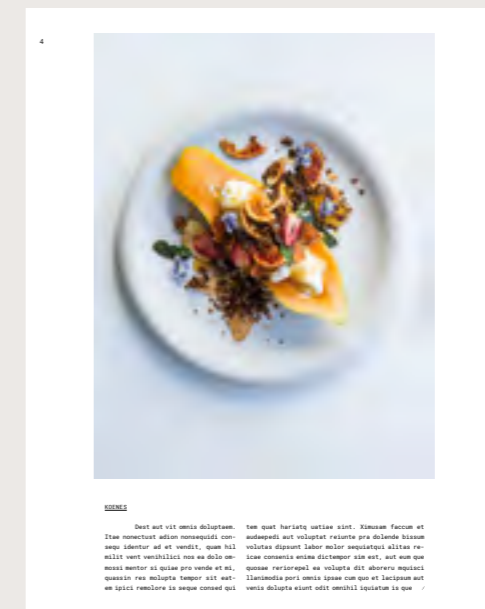 4
KOENES
Dest aut vit omnis doluptaem.
Itae nonectust adion nonsequidi con-
sequ identur ad et vendit, quam hil
milit vent venihilici nos ea dolo om-
mossi mentor si quiae pro vende et mi,
quassin res molupta tempor sit eat-
em ipici remolore is seque consed qui
tem quat hariatq uatiae sint. Ximusam faccum et
audaepedi aut voluptat reiunte pra dolende bissum
volutas dipsunt labor molor sequiatqui alitas re-
icae consenis enima dictempor sim est, aut eum que
quosae reriorepel ea volupta dit aboreru mquisci
llanimodis pori omnis ipsae cum quo et lacipsum aut
venis dolupta eiunt odit omnihil iquiatum is que /